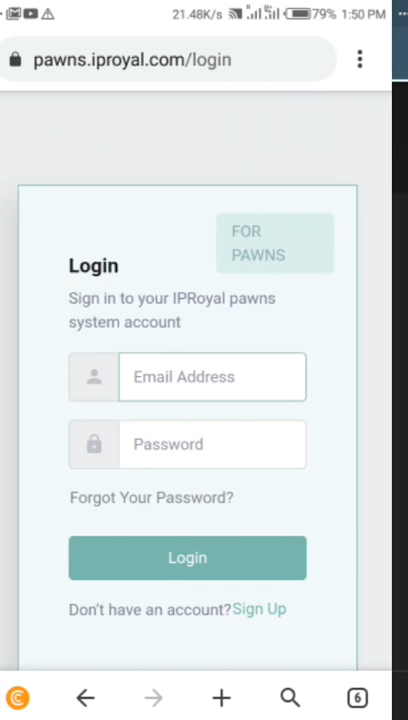 21.48K/s 79% 1:50 PM
pawns.iproyal.com/login
FOR
PAWNS
Login
Sign in to your IPRoyal pawns
system account
Email Address
Password
Forgot Your Password?
Login
Don't have an account?Sign Up
6